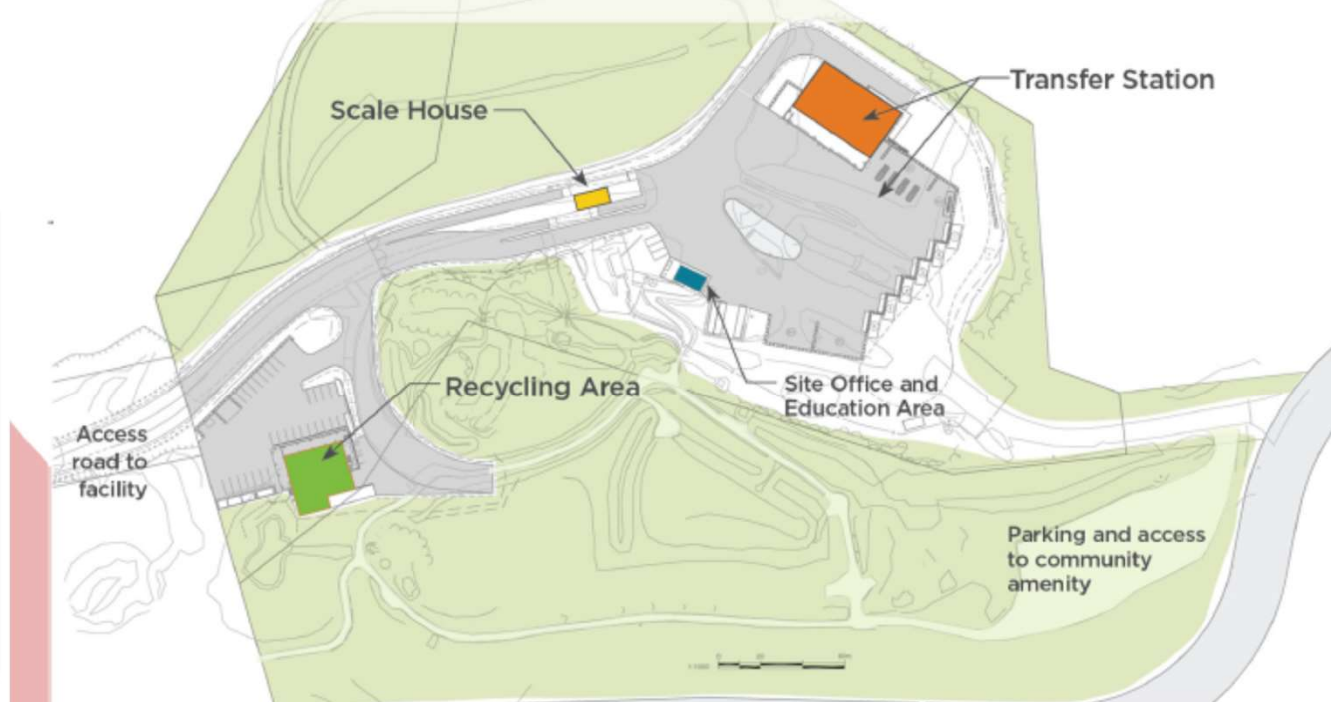 Transfer Station
Scale House
Recycling Area
Site Office and
Education Area
Access
road to
facility
Parking and access
to community
amenity